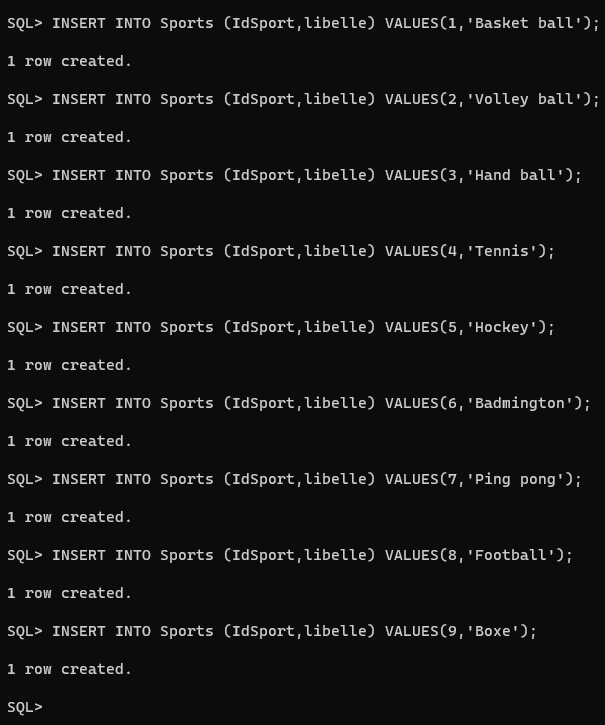 SQL> INSERT INTO Sports (IdSport,libelle) VALUES(1,'Basket ball');
1 row created.
SQL> INSERT INTO Sports (IdSport,libelle) VALUES(2,'Volley ball');
1 row created.
SQL> INSERT INTO Sports (IdSport,libelle) VALUES(3,'Hand ball');
1 row created.
SQL> INSERT INTO Sports (IdSport,libelle) VALUES(4,'Tennis');
1 row created.
SQL> INSERT INTO Sports (IdSport,libelle) VALUES(5,'Hockey');
1 row created.
SQL> INSERT INTO Sports (IdSport,libelle) VALUES(6,'Badmington');
1 row created.
SQL> INSERT INTO Sports (IdSport,libelle) VALUES(7,'Ping pong');
1 row created.
SQL> INSERT INTO Sports (IdSport,libelle) VALUES(8,'Football');
1 row created.
SQL> INSERT INTO Sports (IdSport,libelle) VALUES(9,'Boxe');
1 row created.
SQL>